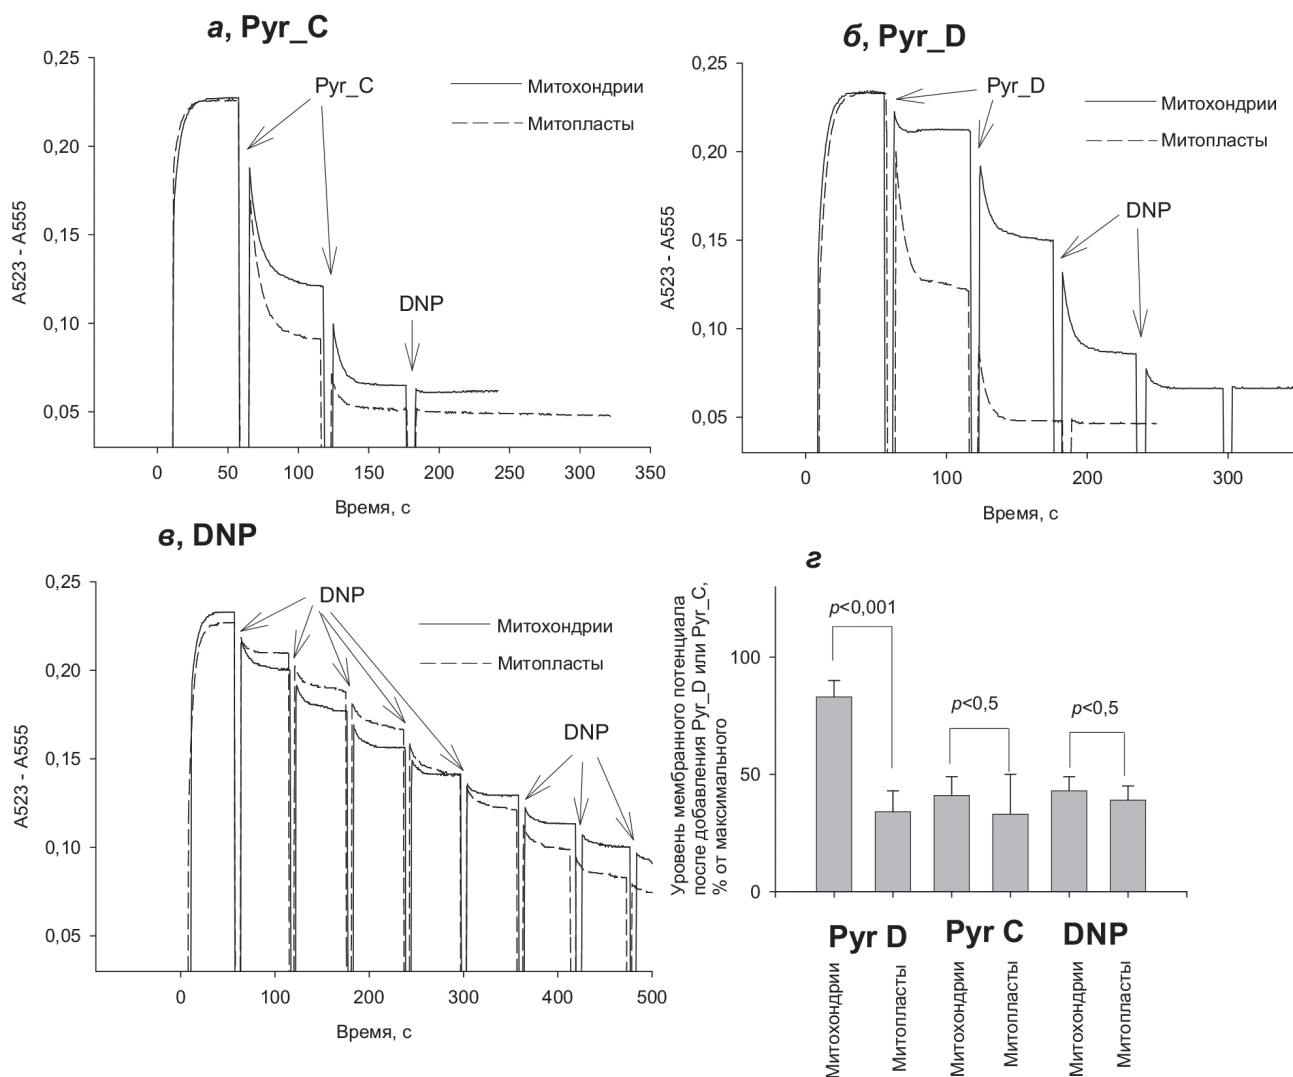 а, Pyr_C
0,25
0,20
0,15
0,10
0,05
A523 - A555
Pyr_C
DNP
Митохондрии
Митопласты
0 50 100 150 200 250 300 350
Время, с
б, Pyr_D
0,25
0,20
0,15
0,10
0,05
A523 - A555
Pyr_D
DNP
Митохондрии
Митопласты
0 100 200 300
Время, с
в, DNP
0,25
0,20
0,15
0,10
0,05
A523 - A555
DNP
DNP
Митохондрии
Митопласты
0 100 200 300 400 500
Время, с
г
Уровень мембранного потенциала
после добавления Pyr_D или Pyr_C,
% от максимального
100
50
0
p<0,001
p<0,5
p<0,5
Pyr D Pyr C DNP
Митохондрии
Митопласты
Митохондрии
Митопласты
Митохондрии
Митопласты